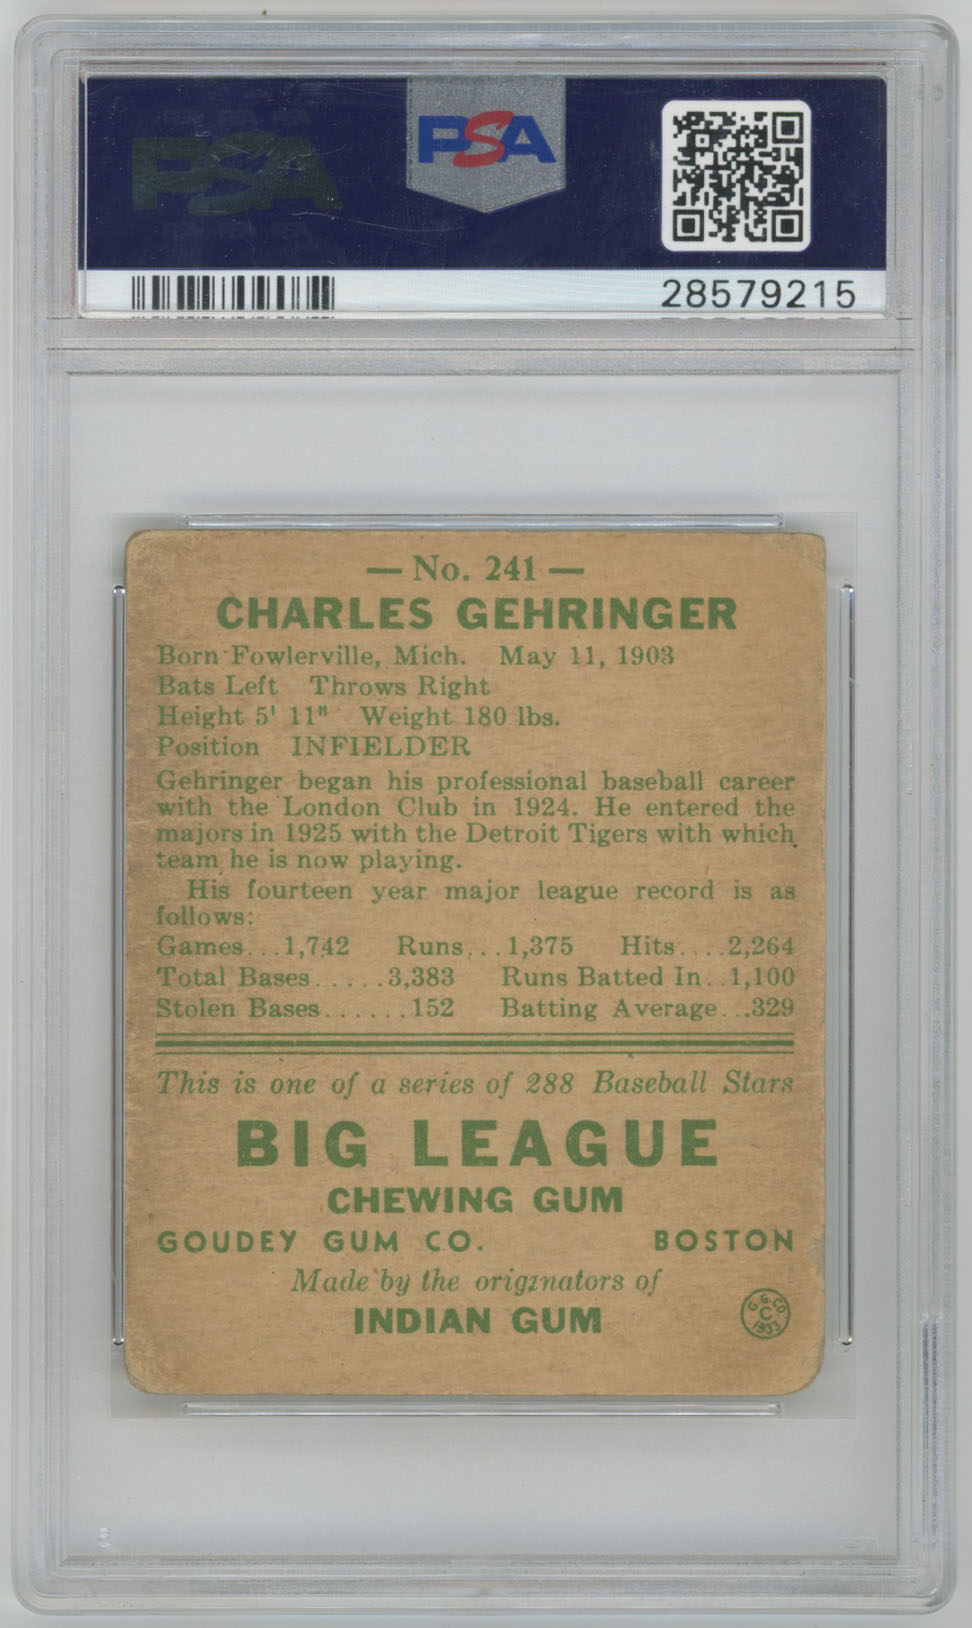 PSA
PSA
28579215
— No. 241 —
CHARLES GEHRINGER
Born Fowlerville, Mich. May 11, 1903
Bats Left Throws Right
Height 5' 11" Weight 180 lbs.
Position INFIELDER
Gehringer began his professional baseball career
with the London Club in 1924. He entered the
majors in 1925 with the Detroit Tigers with which
team he is now playing.
His fourteen year major league record is as
follows:
Games...1,742 Runs...1,375 Hits....2,264
Total Bases.....3,383 Runs Batted In..1,100
Stolen Bases......152 Batting Average...329
This is one of a series of 288 Baseball Stars
BIG LEAGUE
CHEWING GUM
GOUDEY GUM CO. BOSTON
Made by the originators of
INDIAN GUM
G.G.CO
C
1933